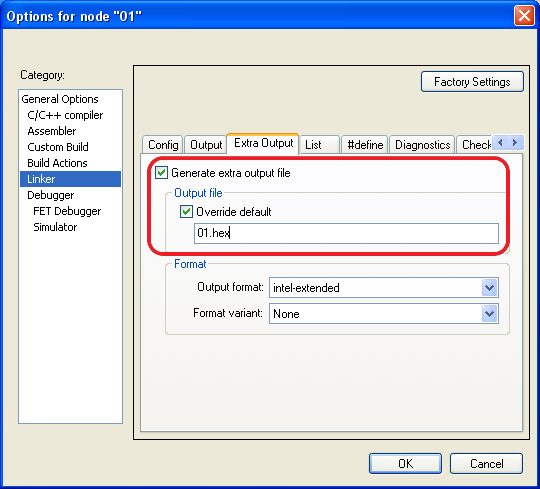 Options for node "01"
Category:
Factory Settings
General Options
C/C++ compiler
Assembler
Custom Build
Build Actions
Linker
Debugger
FET Debugger
Simulator
Config Output Extra Output List #define Diagnostics Check
Generate extra output file
Output file
Override default
01.hex
Format
Output format: intel-extended
Format variant: None
OK Cancel